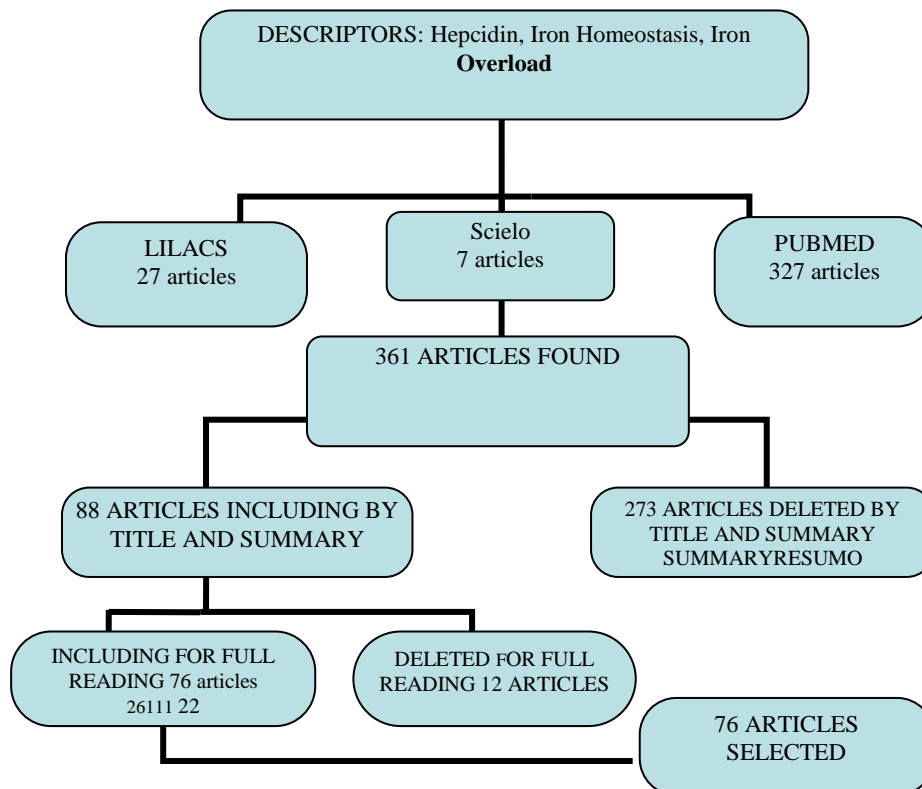 DESCRIPTORS: Hepcidin, Iron Homeostasis, Iron
Overload
LILACS
27 articles
Scielo
7 articles
PUBMED
327 articles
361 ARTICLES FOUND
88 ARTICLES INCLUDING BY
TITLE AND SUMMARY
273 ARTICLES DELETED BY
TITLE AND SUMMARY
SUMMARYRESUMO
INCLUDING FOR FULL
READING 76 articles
26111 22
DELETED FOR FULL
READING 12 ARTICLES
76 ARTICLES
SELECTED